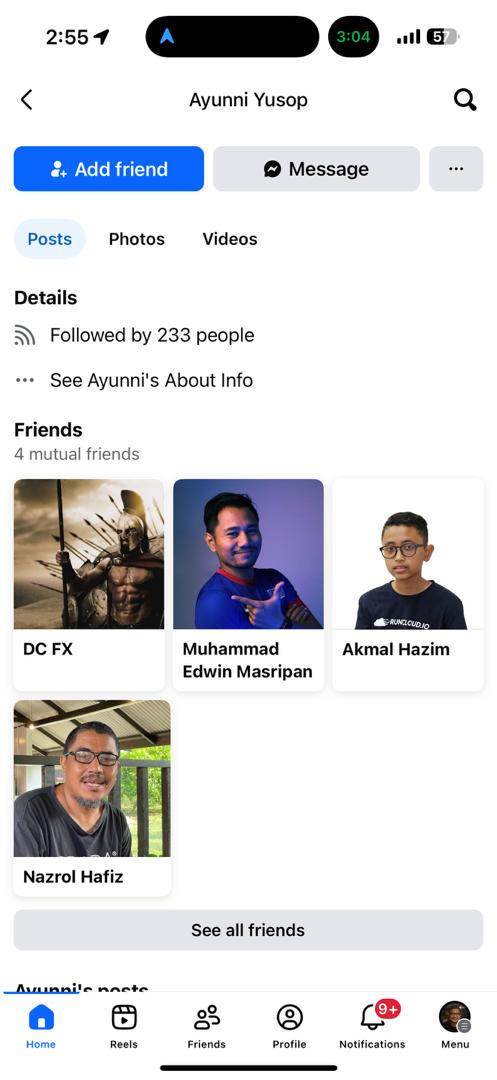 2:55
3:04
57
Ayunni Yusop
Add friend
Message
Posts
Photos
Videos
Details
Followed by 233 people
See Ayunni's About Info
Friends
4 mutual friends
RUNCLOUD.IO
DC FX
Muhammad
Edwin Masripan
Akmal Hazim
Nazrol Hafiz
See all friends
Ayunni's posts
9+
Home
Reels
Friends
Profile
Notifications
Menu